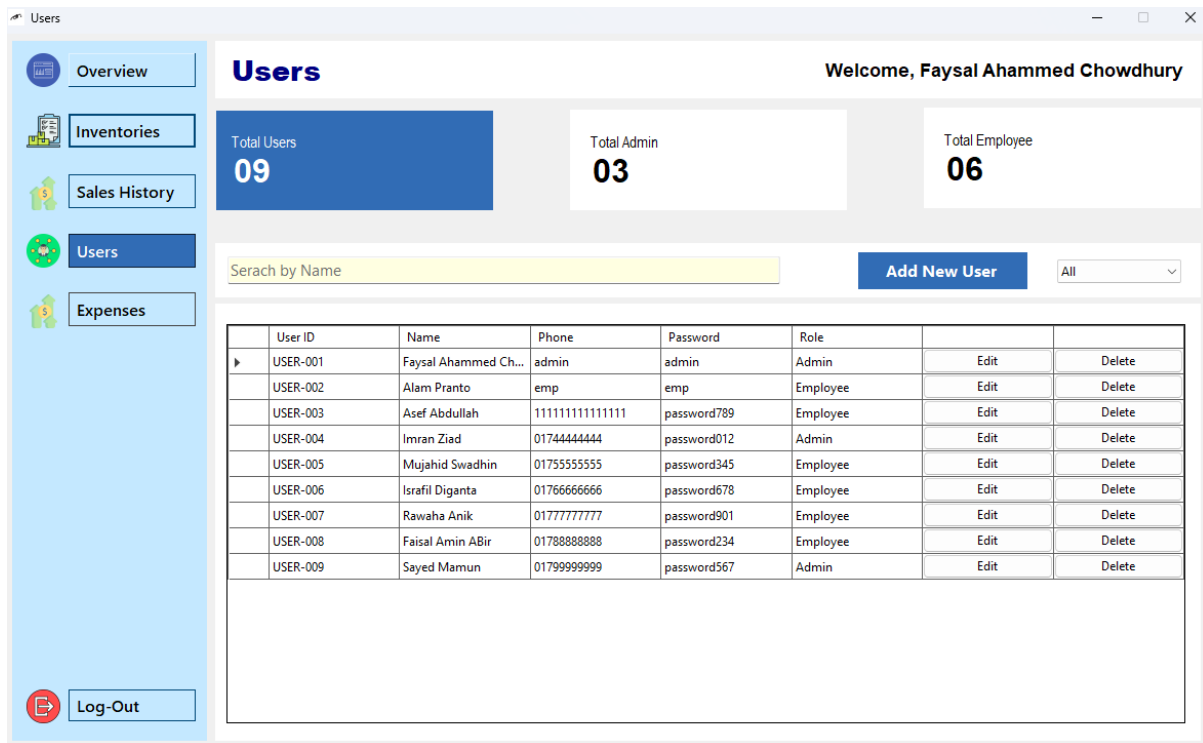 Users
Overview
Inventories
Sales History
Users
Expenses
Log-Out
Users
Welcome, Faysal Ahammed Chowdhury
Total Users
09
Total Admin
03
Total Employee
06
Serach by Name
Add New User
All
User ID Name Phone Password Role
USER-001 Faysal Ahammed Ch... admin admin Admin Edit Delete
USER-002 Alam Pranto emp emp Employee Edit Delete
USER-003 Asef Abdullah 111111111111111 password789 Employee Edit Delete
USER-004 Imran Ziad 01744444444 password012 Admin Edit Delete
USER-005 Mujahid Swadhin 01755555555 password345 Employee Edit Delete
USER-006 Israfil Diganta 01766666666 password678 Employee Edit Delete
USER-007 Rawaha Anik 01777777777 password901 Employee Edit Delete
USER-008 Faisal Amin ABir 01788888888 password234 Employee Edit Delete
USER-009 Sayed Mamun 01799999999 password567 Admin Edit Delete